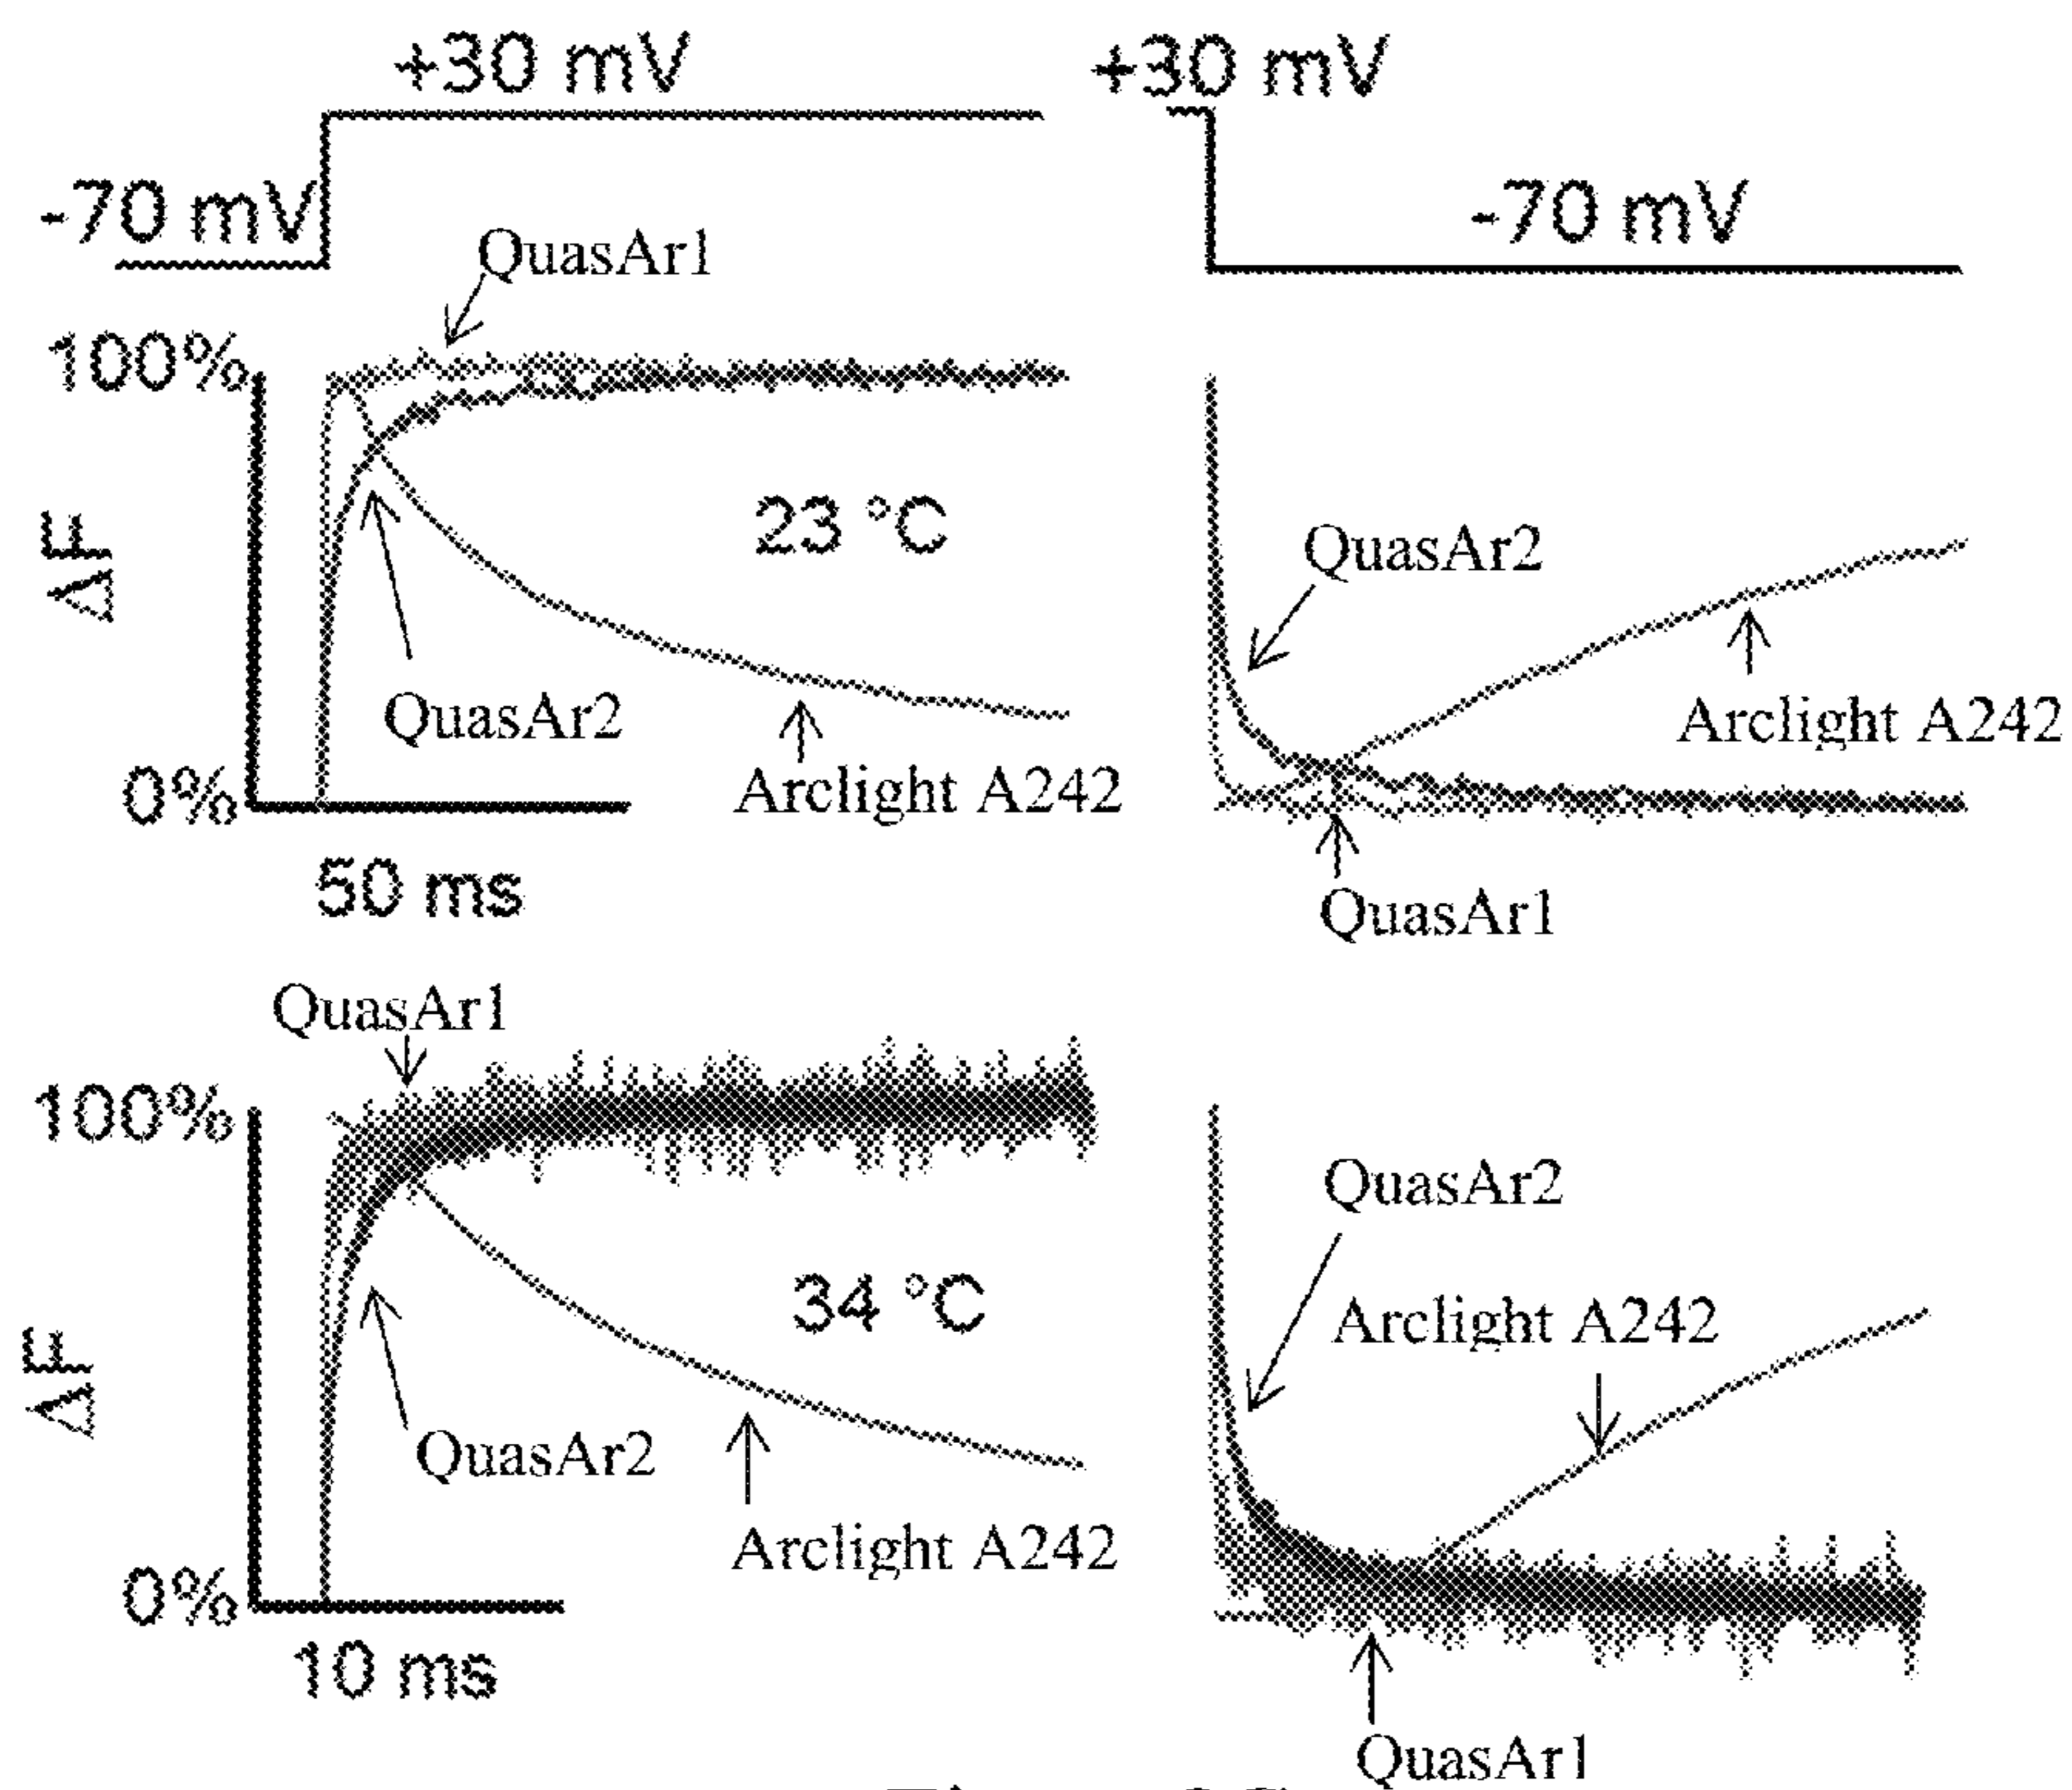 +30 mV
+30 mV
-70 mV
-70 mV
QuasAr1
100%
QuasAr2
23 °C
ΔF
QuasAr2
Arclight A242
Arclight A242
0%
50 ms
QuasAr1
QuasAr1
100%
QuasAr2
34 °C
Arclight A242
ΔF
QuasAr2
Arclight A242
0%
10 ms
QuasAr1